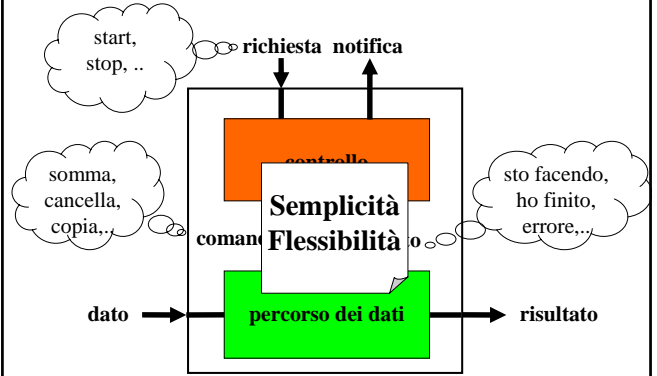 start,
stop, ..
richiesta notifica
somma,
cancella,
copia,..
Semplicità
Flessibilità
sto facendo,
ho finito,
errore,..
dato
percorso dei dati
risultato